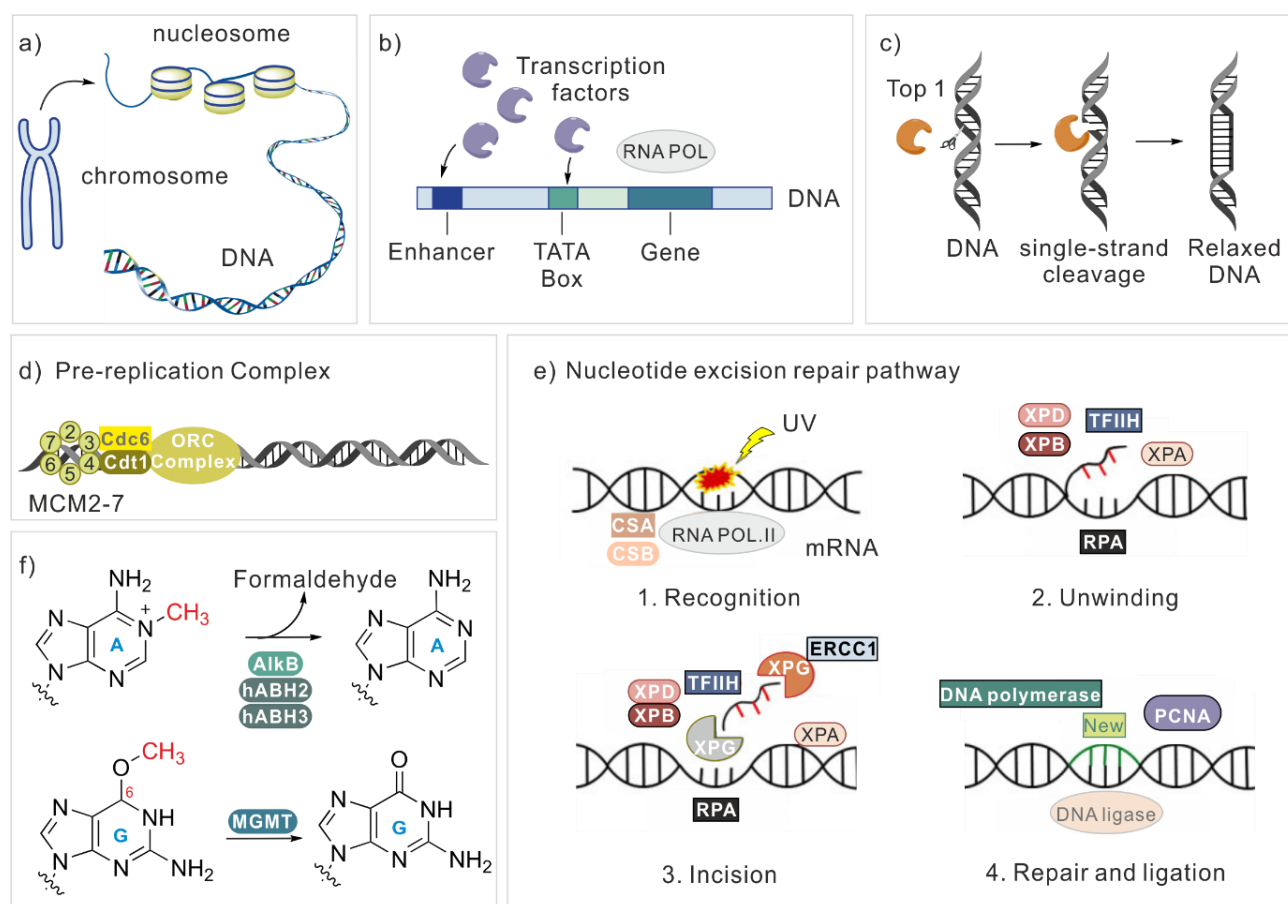 a)
nucleosome
chromosome
DNA
b)
Transcription
factors
RNA POL
DNA
Enhancer
TATA
Box
Gene
c)
Top 1
DNA
single-strand
cleavage
Relaxed
DNA
d) Pre-replication Complex
2
7
3
6
4
5
Cdc6
Cdt1
ORC
Complex
MCM2-7
e) Nucleotide excision repair pathway
UV
CSA
CSB
RNA POL.II
mRNA
1. Recognition
XPD
XPB
TFIIH
XPA
RPA
2. Unwinding
XPD
XPB
TFIIH
XPG
ERCC1
XPG
XPA
RPA
3. Incision
DNA polymerase
New
PCNA
DNA ligase
4. Repair and ligation
f)
NH₂
N
N
+
N
CH₃
A
N
Formaldehyde
AlkB
hABH2
hABH3
NH₂
N
N
A
N
N
CH₃
O
6
N
NH
G
N
N
NH₂
MGMT
O
N
NH
G
N
N
NH₂